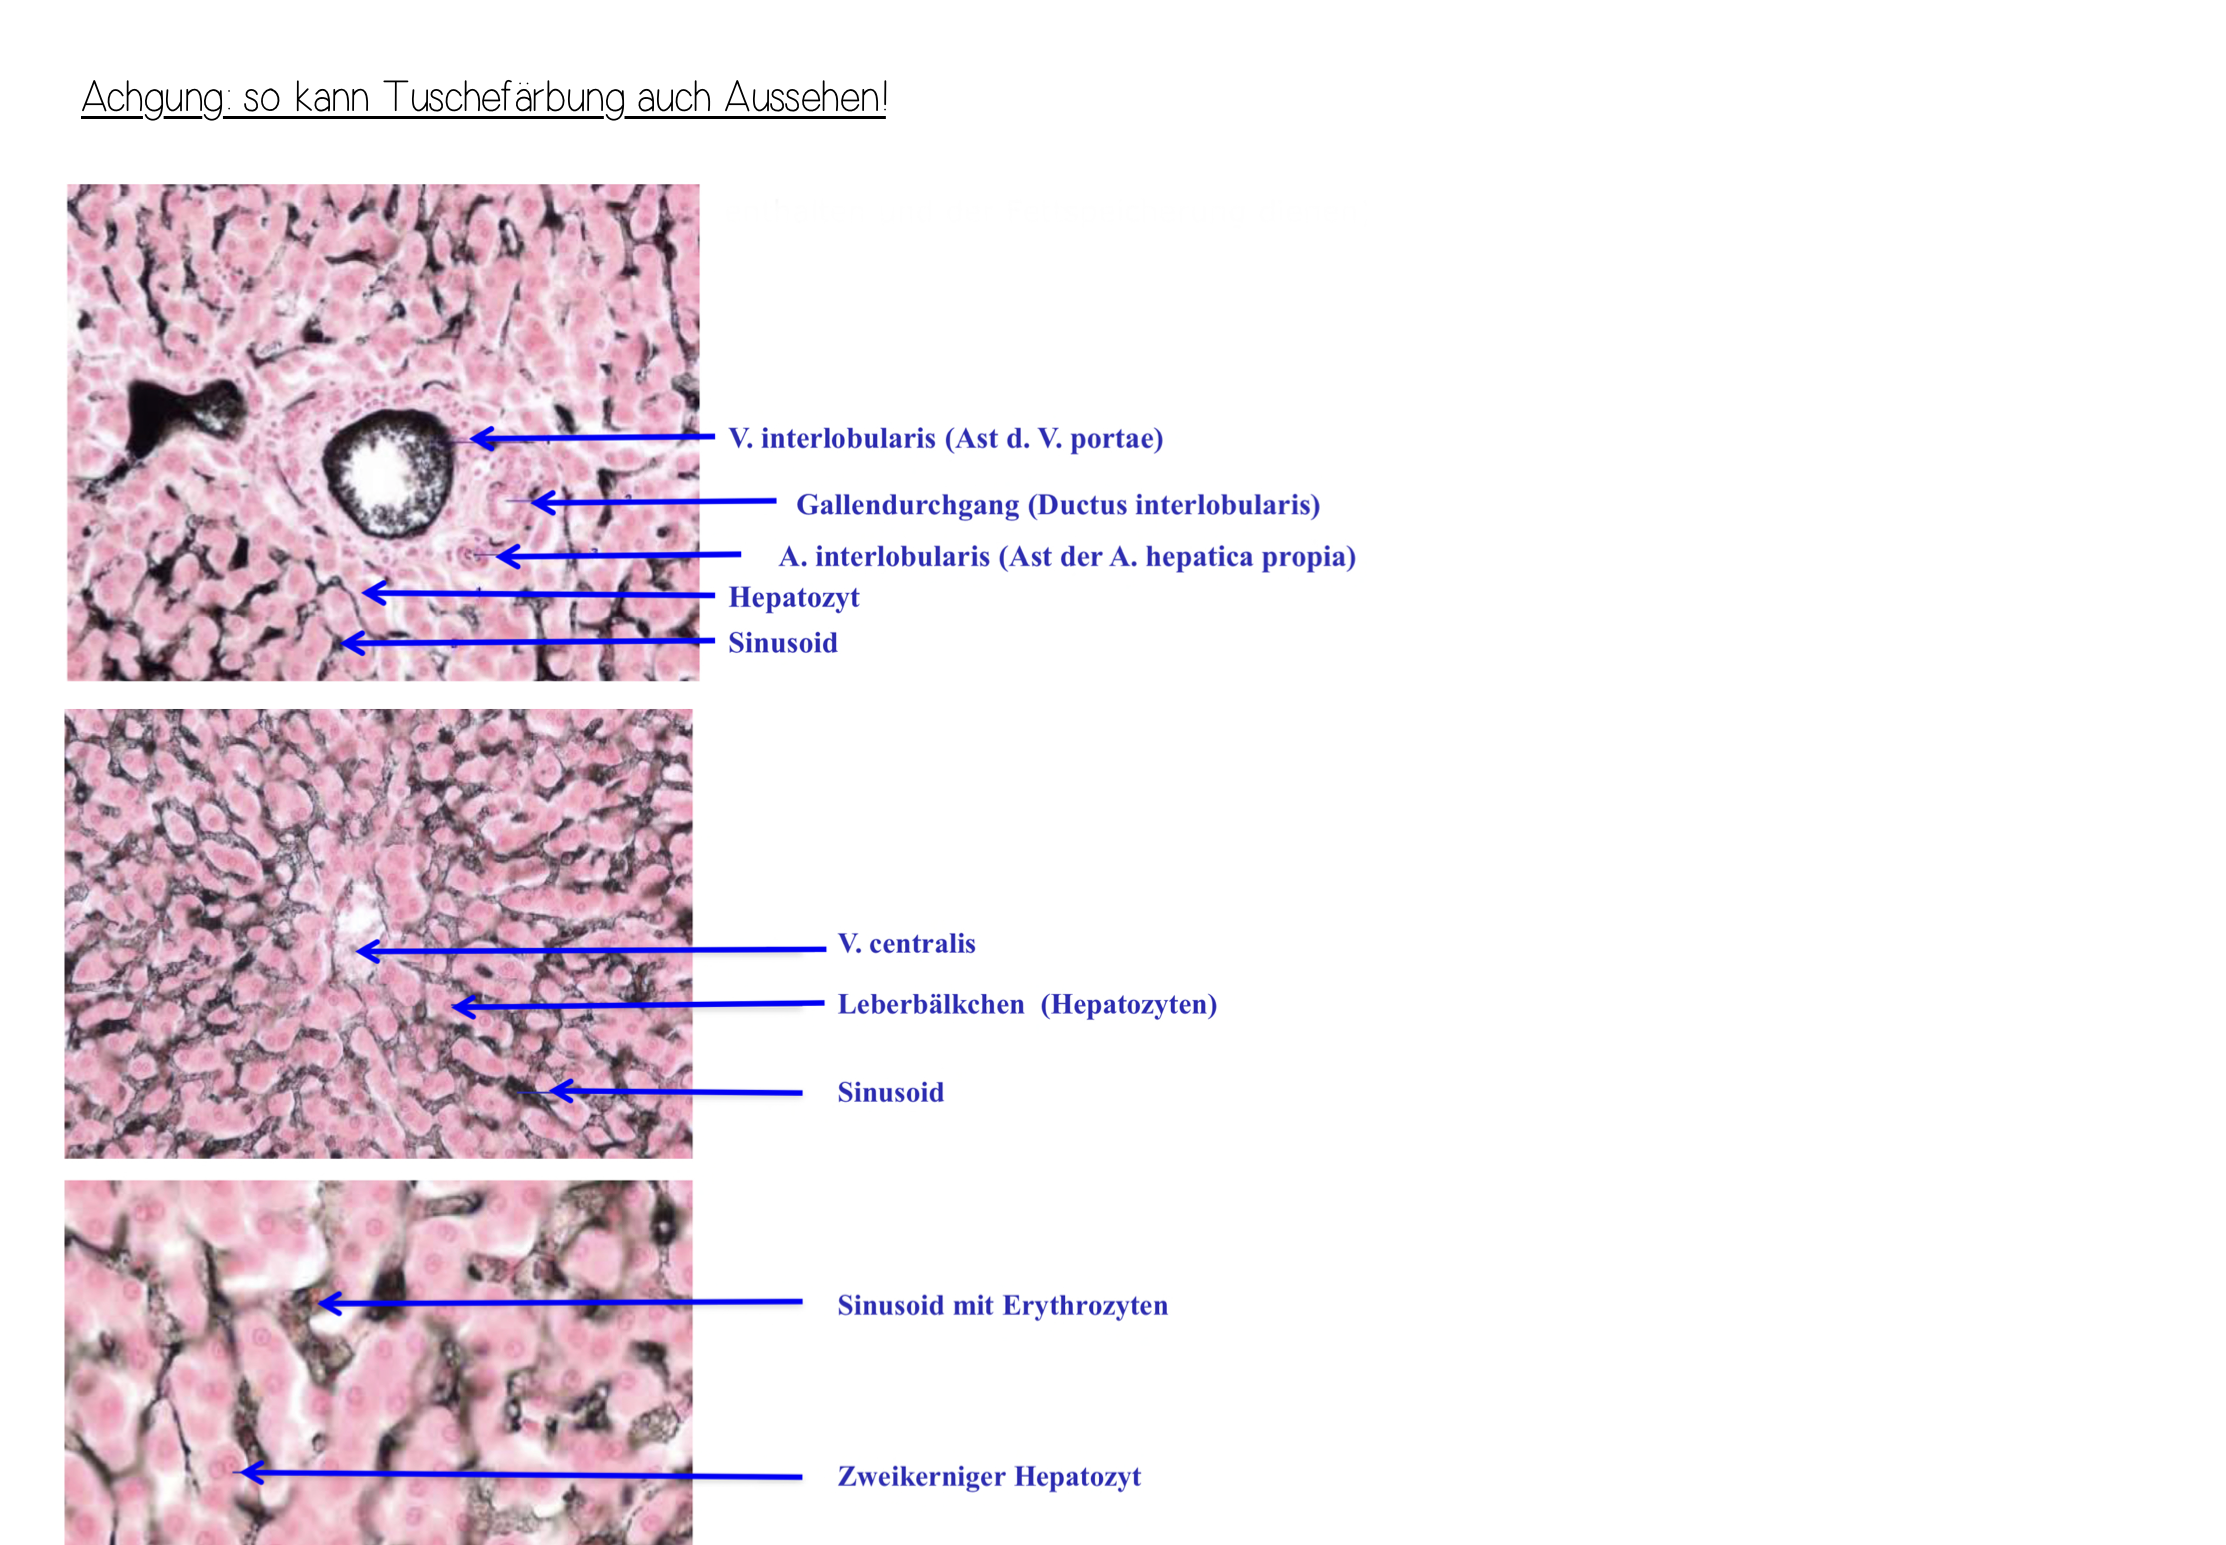 Achgung: so kann Tuschefärbung auch Aussehen!
V. interlobularis (Ast d. V. portae)
Gallendurchgang (Ductus interlobularis)
A. interlobularis (Ast der A. hepatica propia)
Hepatozyt
Sinusoid
V. centralis
Leberbälkchen (Hepatozyten)
Sinusoid
Sinusoid mit Erythrozyten
Zweikerniger Hepatozyt